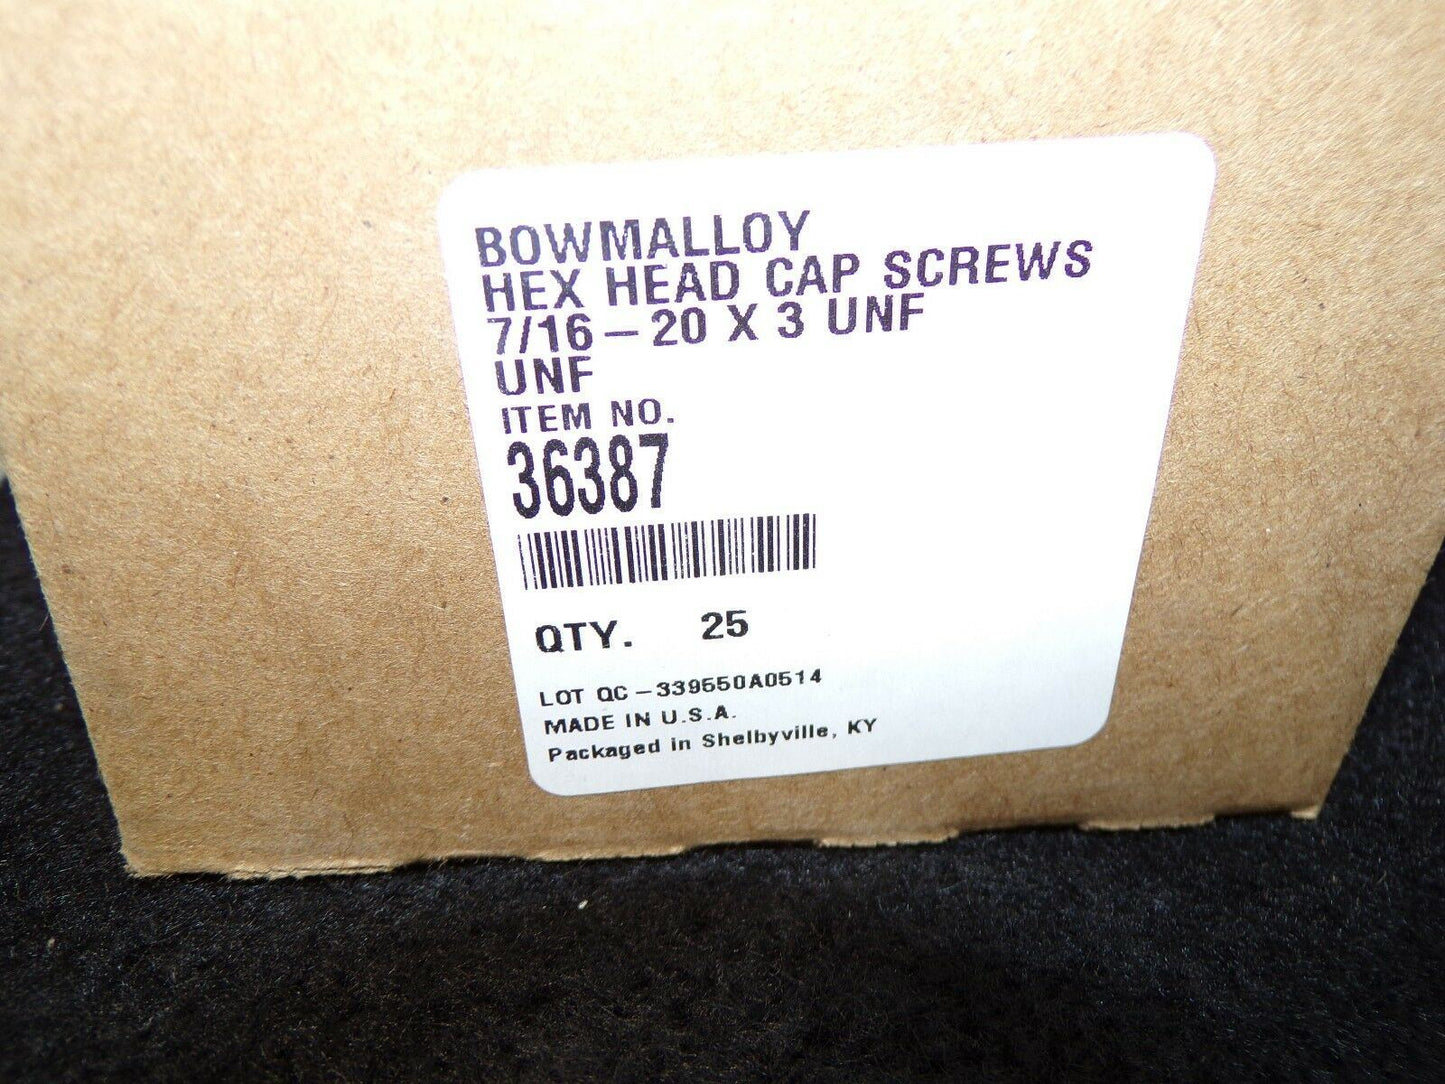 BOWMALLOY
HEX HEAD CAP SCREWS
7/16-20 X 3 UNF
UNF
ITEM NO.
36387
QTY. 25
LOT QC-339550A0514
MADE IN U.S.A.
Packaged in Shelbyville, KY